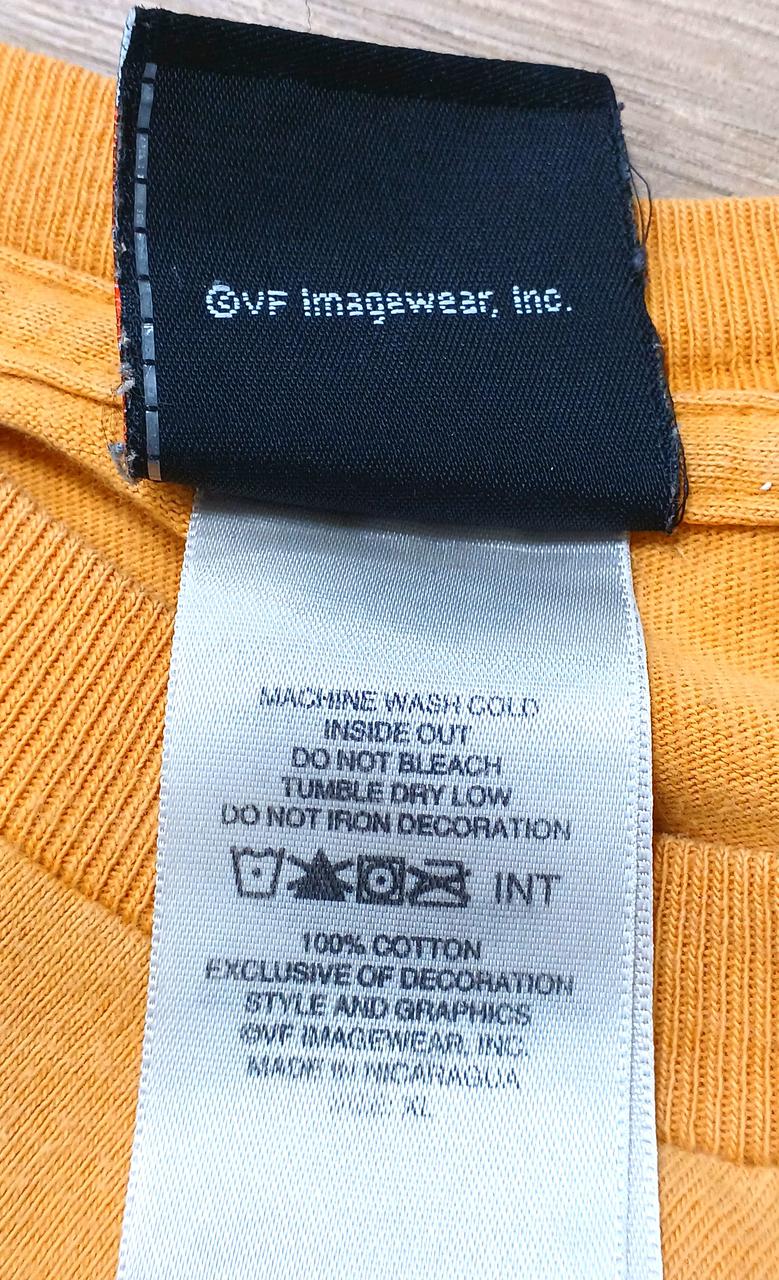 ©VF Imagewear, Inc.
MACHINE WASH COLD
INSIDE OUT
DO NOT BLEACH
TUMBLE DRY LOW
DO NOT IRON DECORATION
INT
100% COTTON
EXCLUSIVE OF DECORATION
STYLE AND GRAPHICS
©VF IMAGEWEAR, INC.
MADE IN NICARAGUA
XL